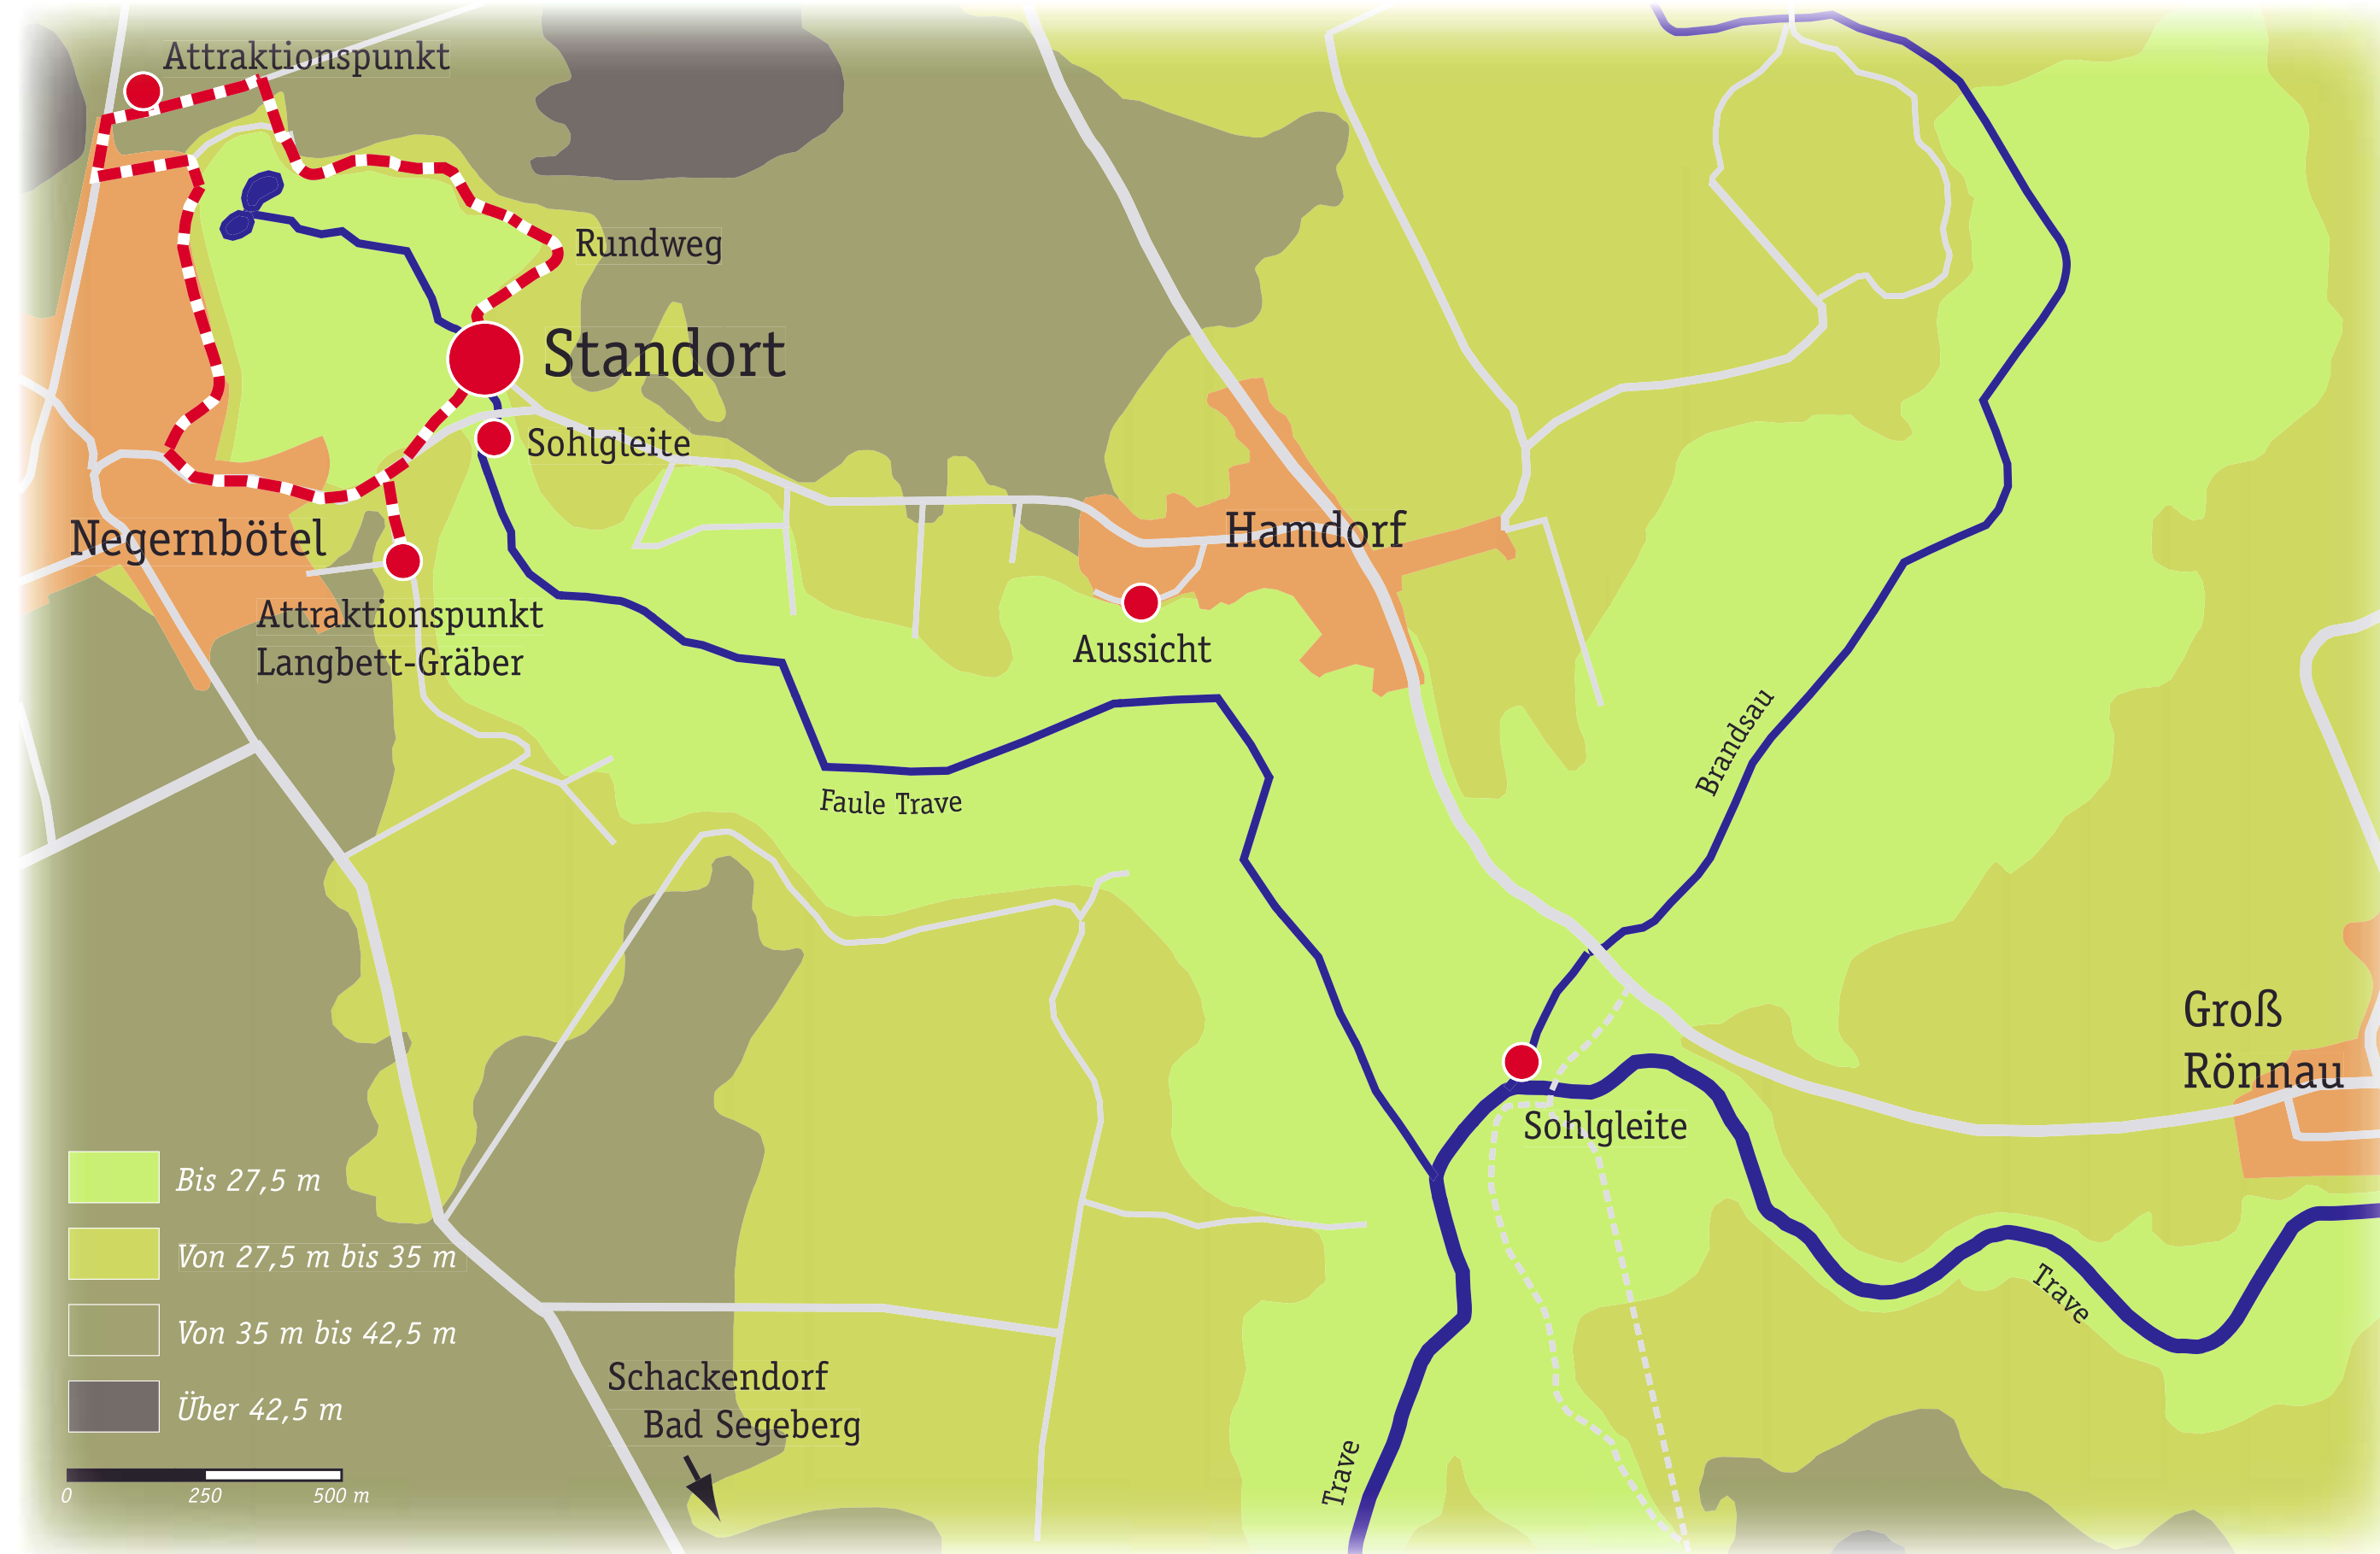 Attraktionspunkt
Rundweg
Standort
Sohlgleite
Negernbötel
Hamdorf
Attraktionspunkt
Langbett-Gräber
Aussicht
Brandsau
Faule Trave
Groß
Rönnau
Sohlgleite
Trave
Trave
Schackendorf
Bad Segeberg
Bis 27,5 m
Von 27,5 m bis 35 m
Von 35 m bis 42,5 m
Über 42,5 m
0 250 500 m